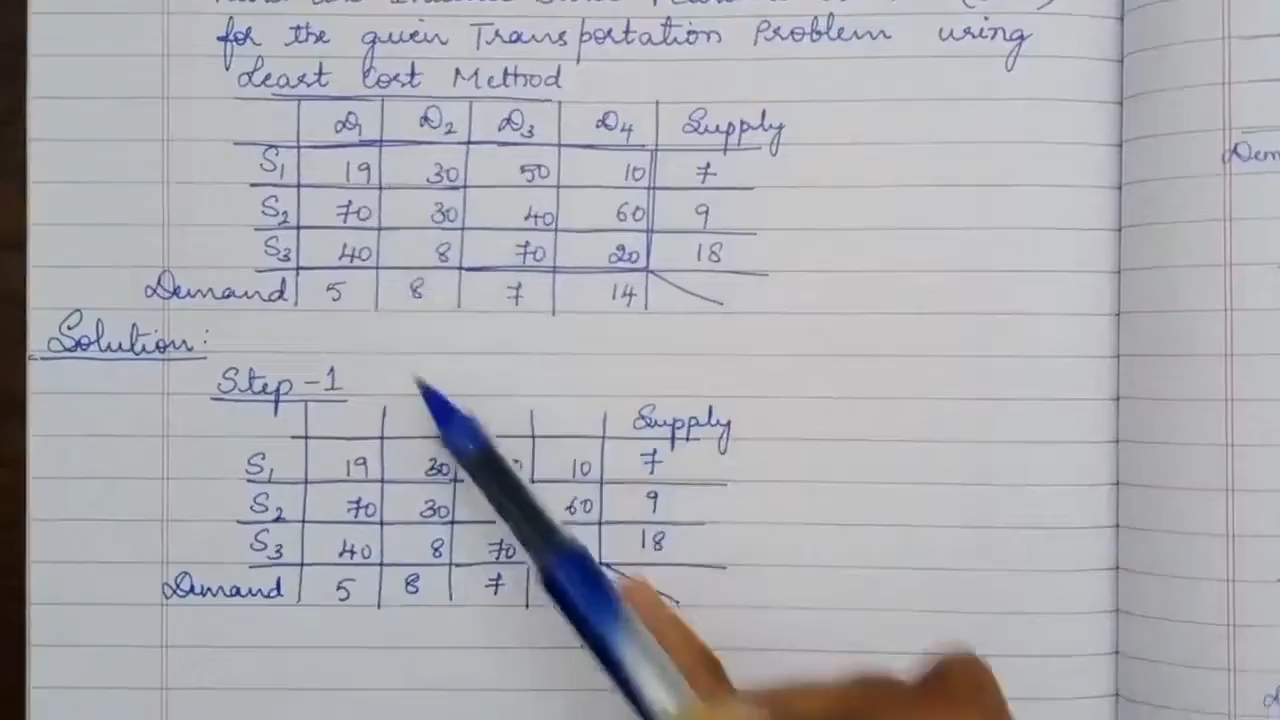 for the given Transportation Problem using
Least Cost Method
D1 D2 D3 D4 Supply
S1 19 30 50 10 7
S2 70 30 40 60 9
S3 40 8 70 20 18
Demand 5 8 7 14
Solution:
Step-1
Supply
S1 19 30 10 7
S2 70 30 60 9
S3 40 8 70 18
Demand 5 8 7
Dem